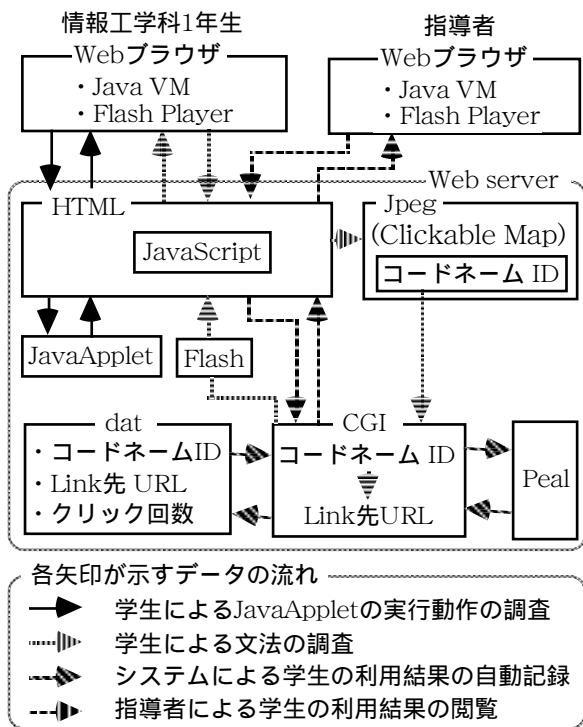 情報工学科1年生
指導者
Webブラウザ
・Java VM
・Flash Player
Webブラウザ
・Java VM
・Flash Player
Web server
HTML
JavaScript
Jpeg
(Clickable Map)
コードネーム ID
JavaApplet
Flash
dat
・コードネームID
・Link先 URL
・クリック回数
CGI
コードネーム ID
Link先URL
Peal
各矢印が示すデータの流れ
学生によるJavaAppletの実行動作の調査
学生による文法の調査
システムによる学生の利用結果の自動記録
指導者による学生の利用結果の閲覧